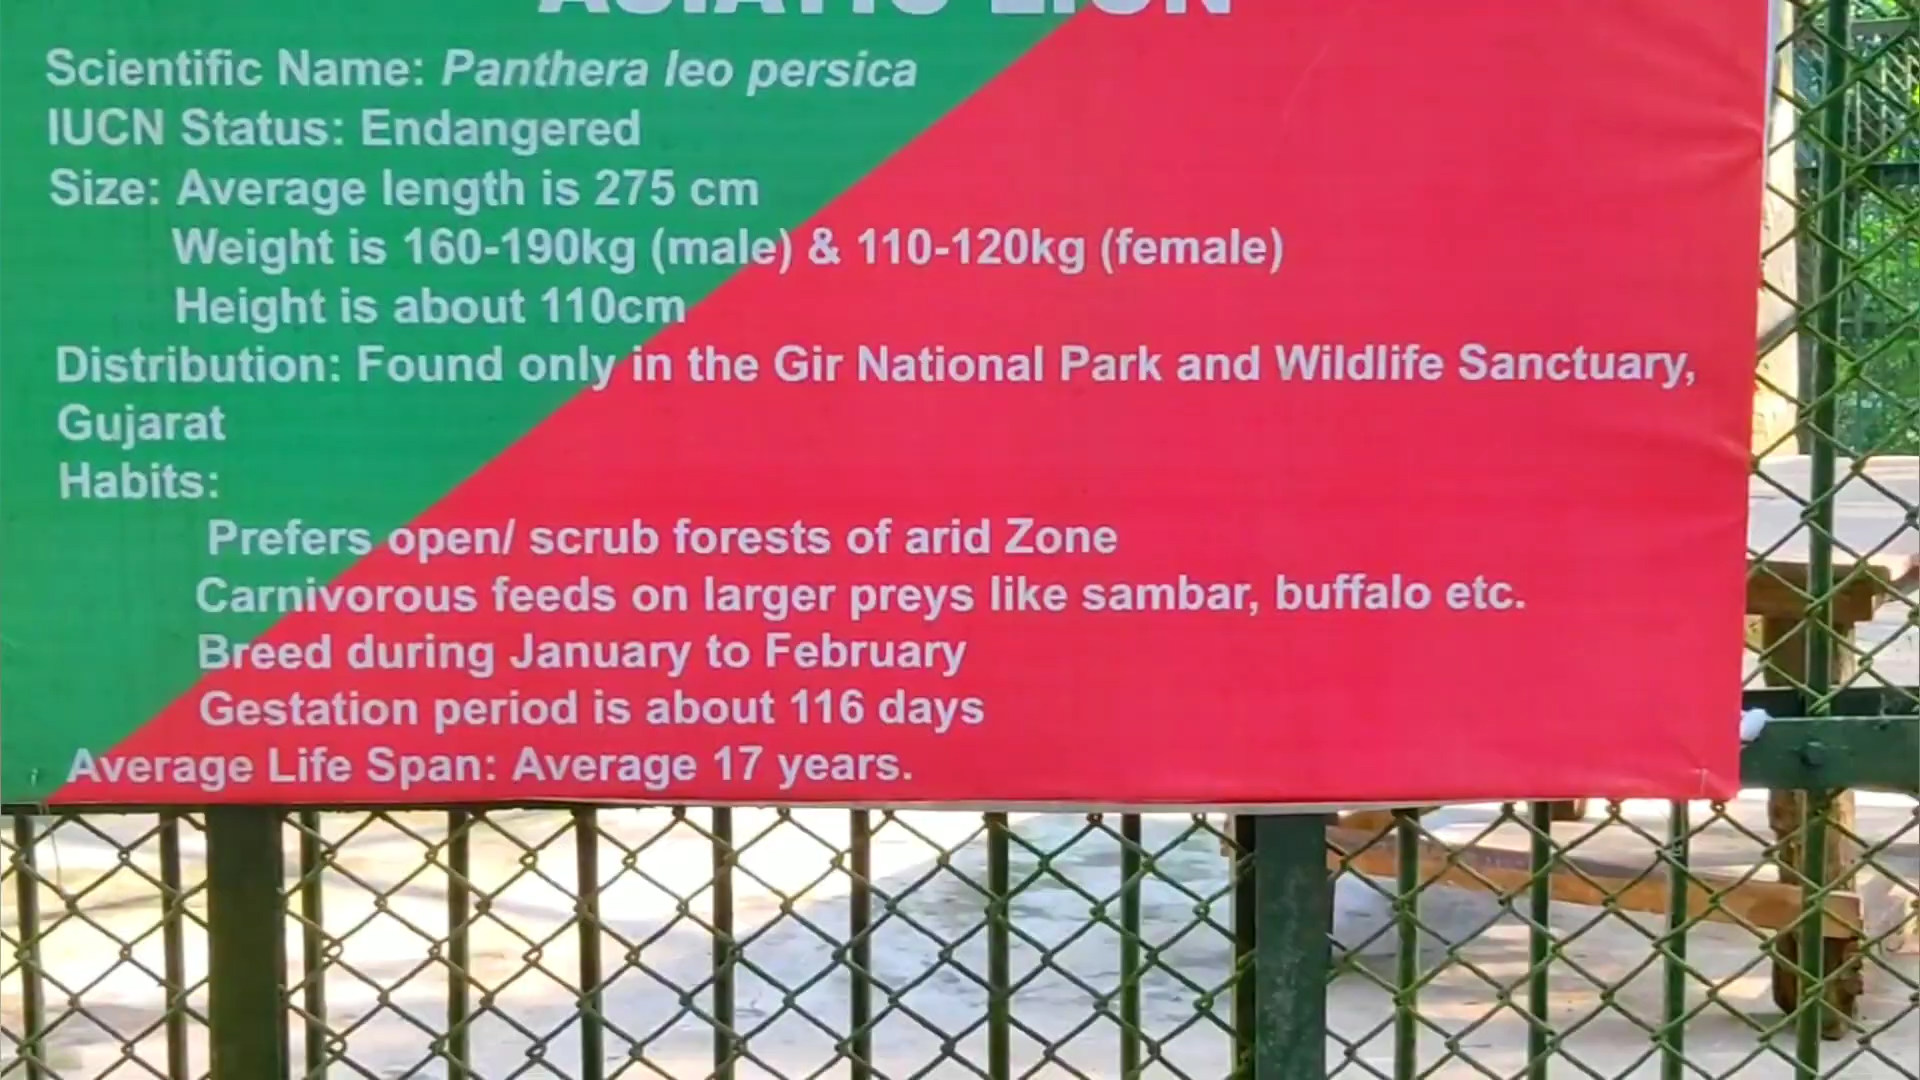 ASIATIC LION
Scientific Name: Panthera leo persica
IUCN Status: Endangered
Size: Average length is 275 cm
Weight is 160-190kg (male) & 110-120kg (female)
Height is about 110cm
Distribution: Found only in the Gir National Park and Wildlife Sanctuary,
Gujarat
Habits:
Prefers open/ scrub forests of arid Zone
Carnivorous feeds on larger preys like sambar, buffalo etc.
Breed during January to February
Gestation period is about 116 days
Average Life Span: Average 17 years.